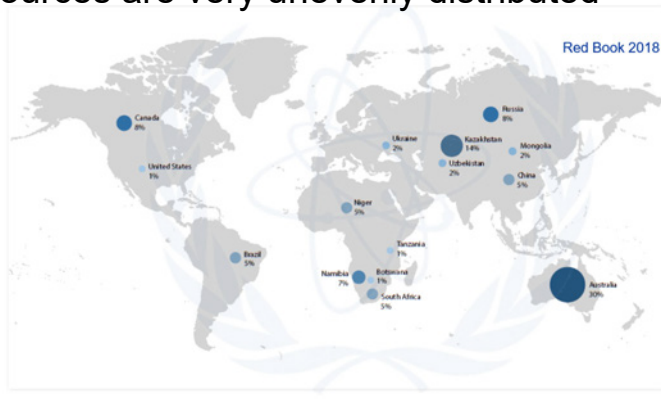 ources are very unevenly distributed
Red Book 2018
Canada
8%
United States
1%
Brazil
5%
Ukraine
2%
Russia
8%
Kazakhstan
14%
Uzbekistan
2%
Mongolia
2%
China
5%
Niger
5%
Tanzania
1%
Namibia
7%
Botswana
1%
South Africa
5%
Australia
30%